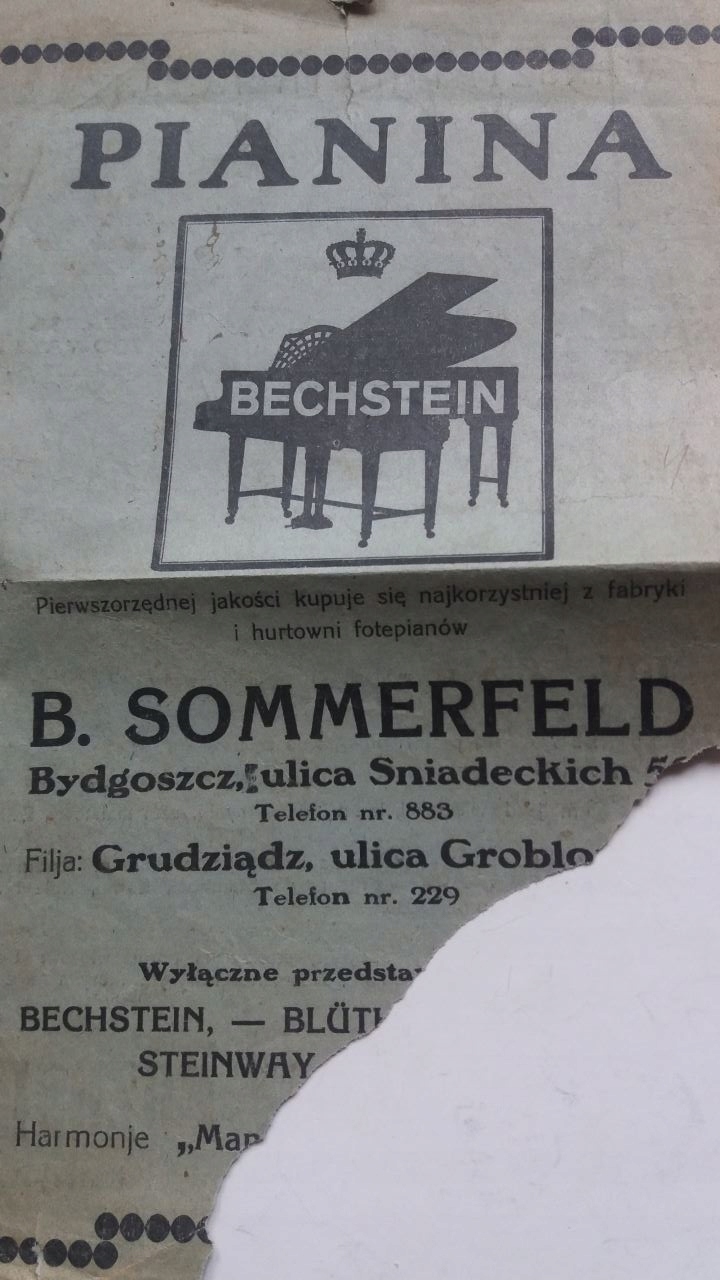 PIANINA
BECHSTEIN
Pierwszorzędnej jakości kupuje się najkorzystniej z fabryki
i hurtowni fotepianów
B. SOMMERFELD
Bydgoszcz, ulica Sniadeckich
Telefon nr. 883
Filja: Grudziądz, ulica
Telefon nr. 229
Wyłączne
BECHSTEIN, —
STEINWAY
Harmonje